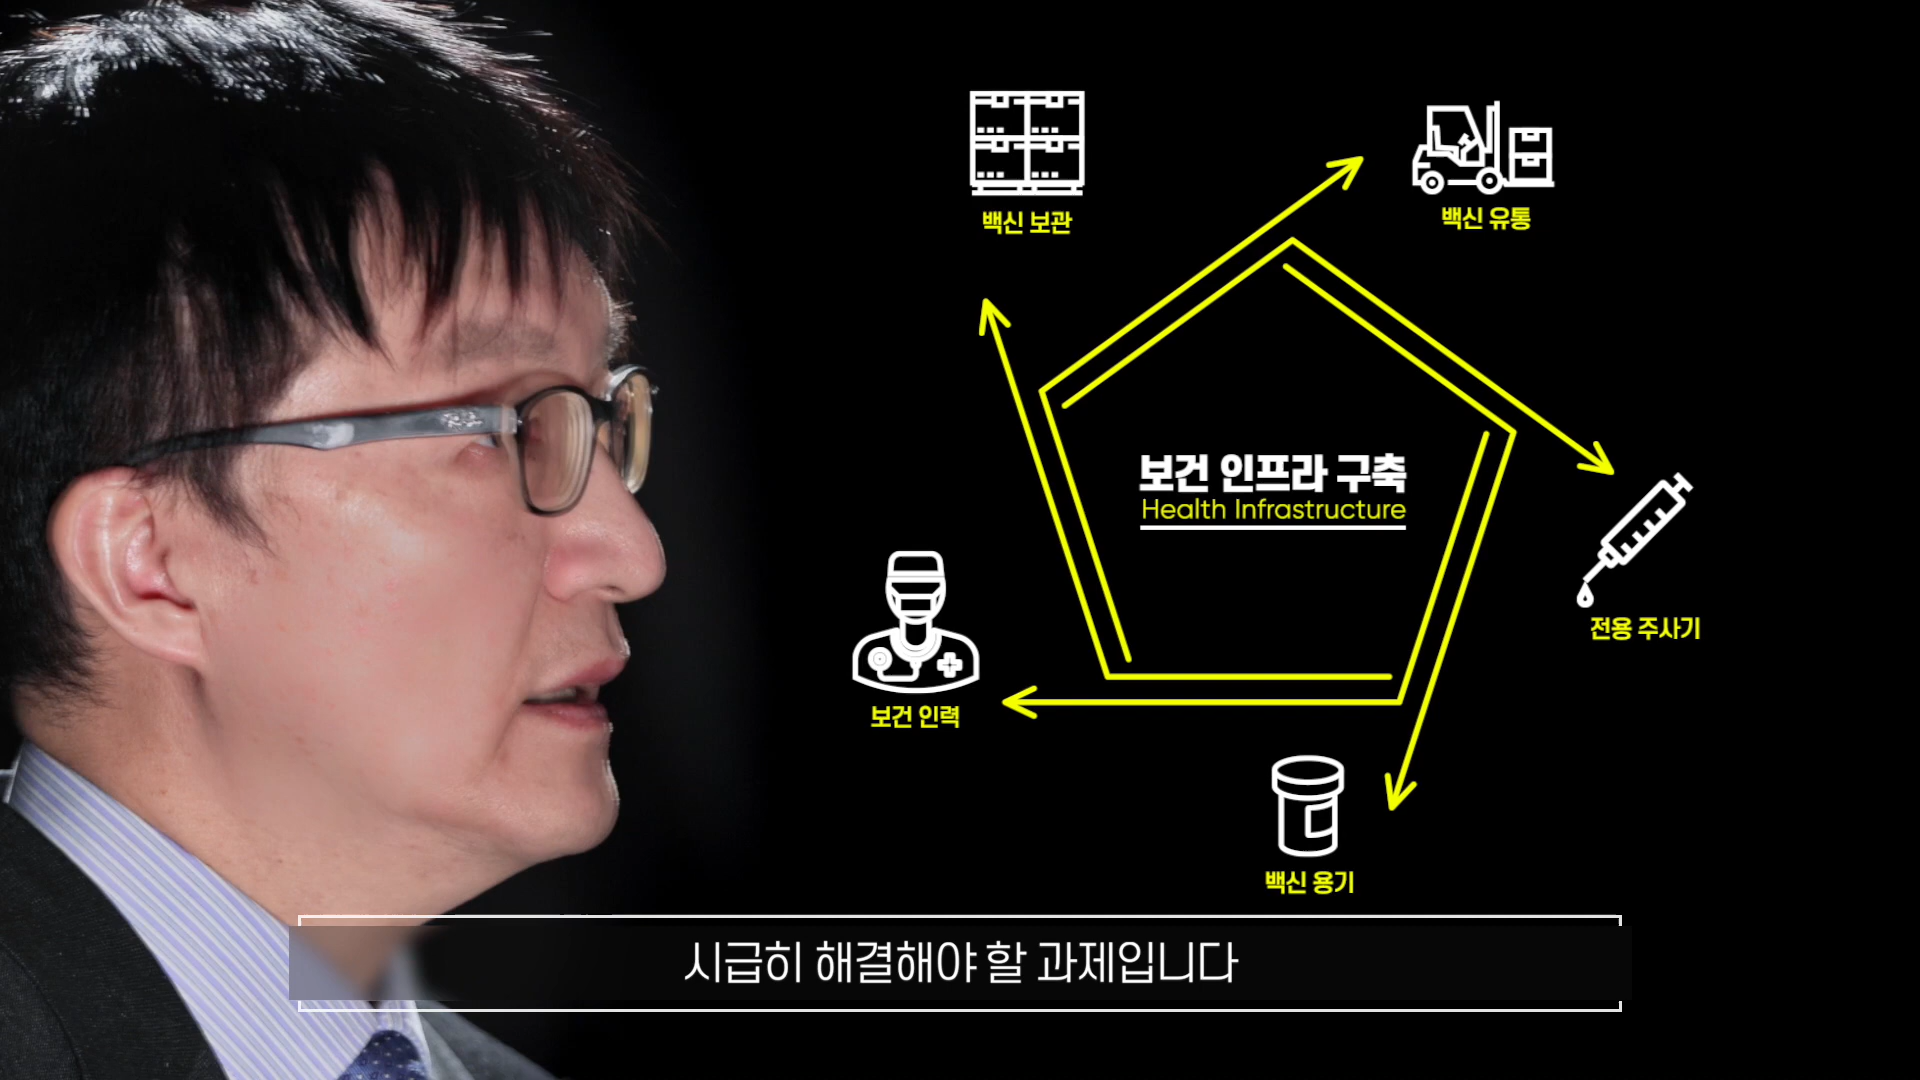 백신 보관
백신 유통
보건 인프라 구축
Health Infrastructure
전용 주사기
보건 인력
백신 용기
시급히 해결해야 할 과제입니다